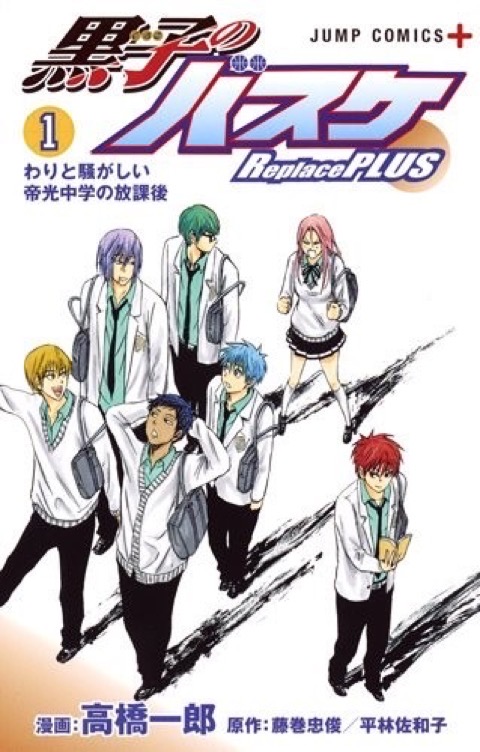 JUMP COMICS+
黒子の
バスケ
Replace PLUS
1
わりと騒がしい
帝光中学の放課後
漫画:高橋一郎 原作:藤巻忠俊/平林佐和子